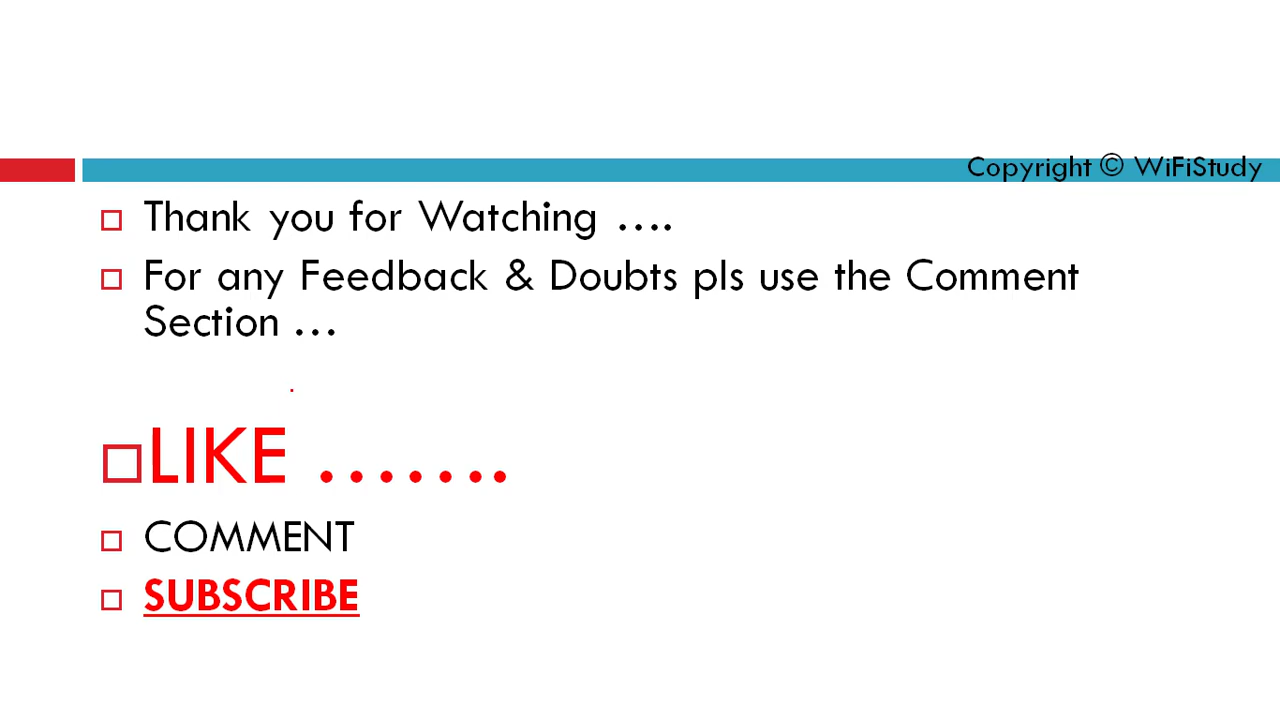 Copyright © WiFiStudy
Thank you for Watching ….
For any Feedback & Doubts pls use the Comment
Section …
LIKE …….
COMMENT
SUBSCRIBE